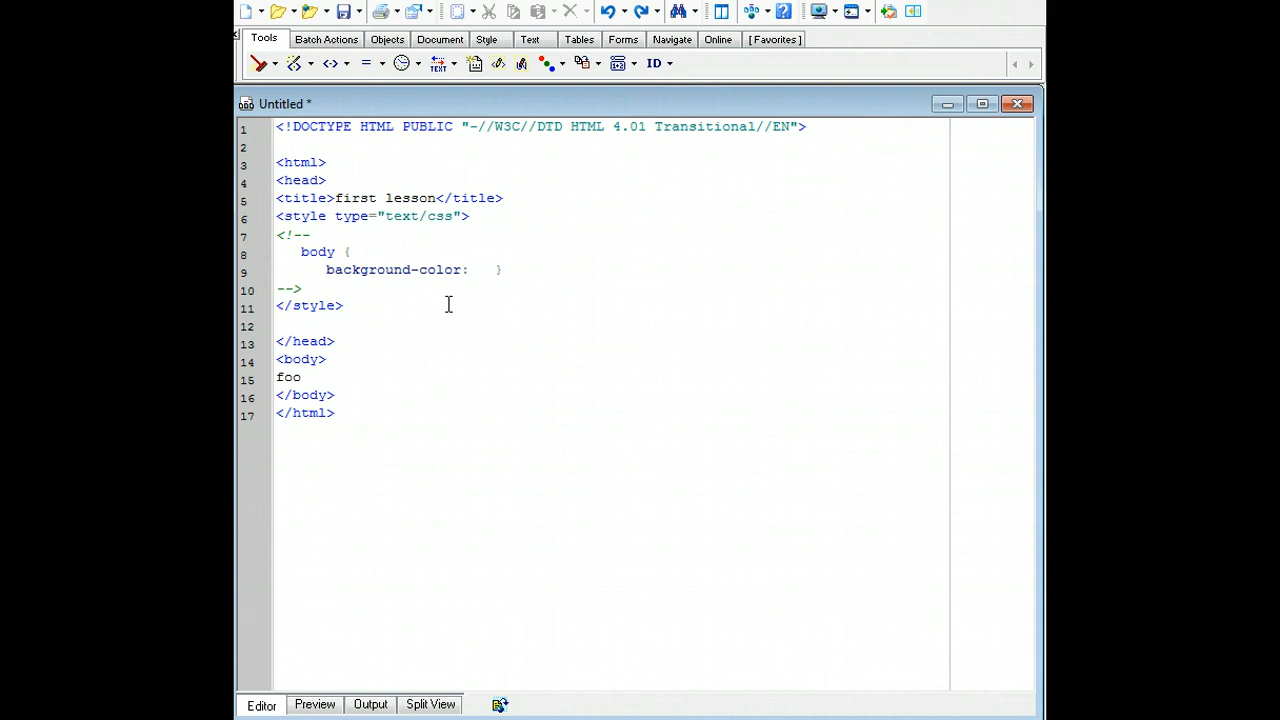 Tools Batch Actions Objects Document Style Text Tables Forms Navigate Online [Favorites]
TEXT ID
Untitled *
1 <!DOCTYPE HTML PUBLIC "-//W3C//DTD HTML 4.01 Transitional//EN">
2
3 <html>
4 <head>
5 <title>first lesson</title>
6 <style type="text/css">
7 <!--
8 body {
9 background-color: }
10 -->
11 </style>
12
13 </head>
14 <body>
15 foo
16 </body>
17 </html>
Editor Preview Output Split View